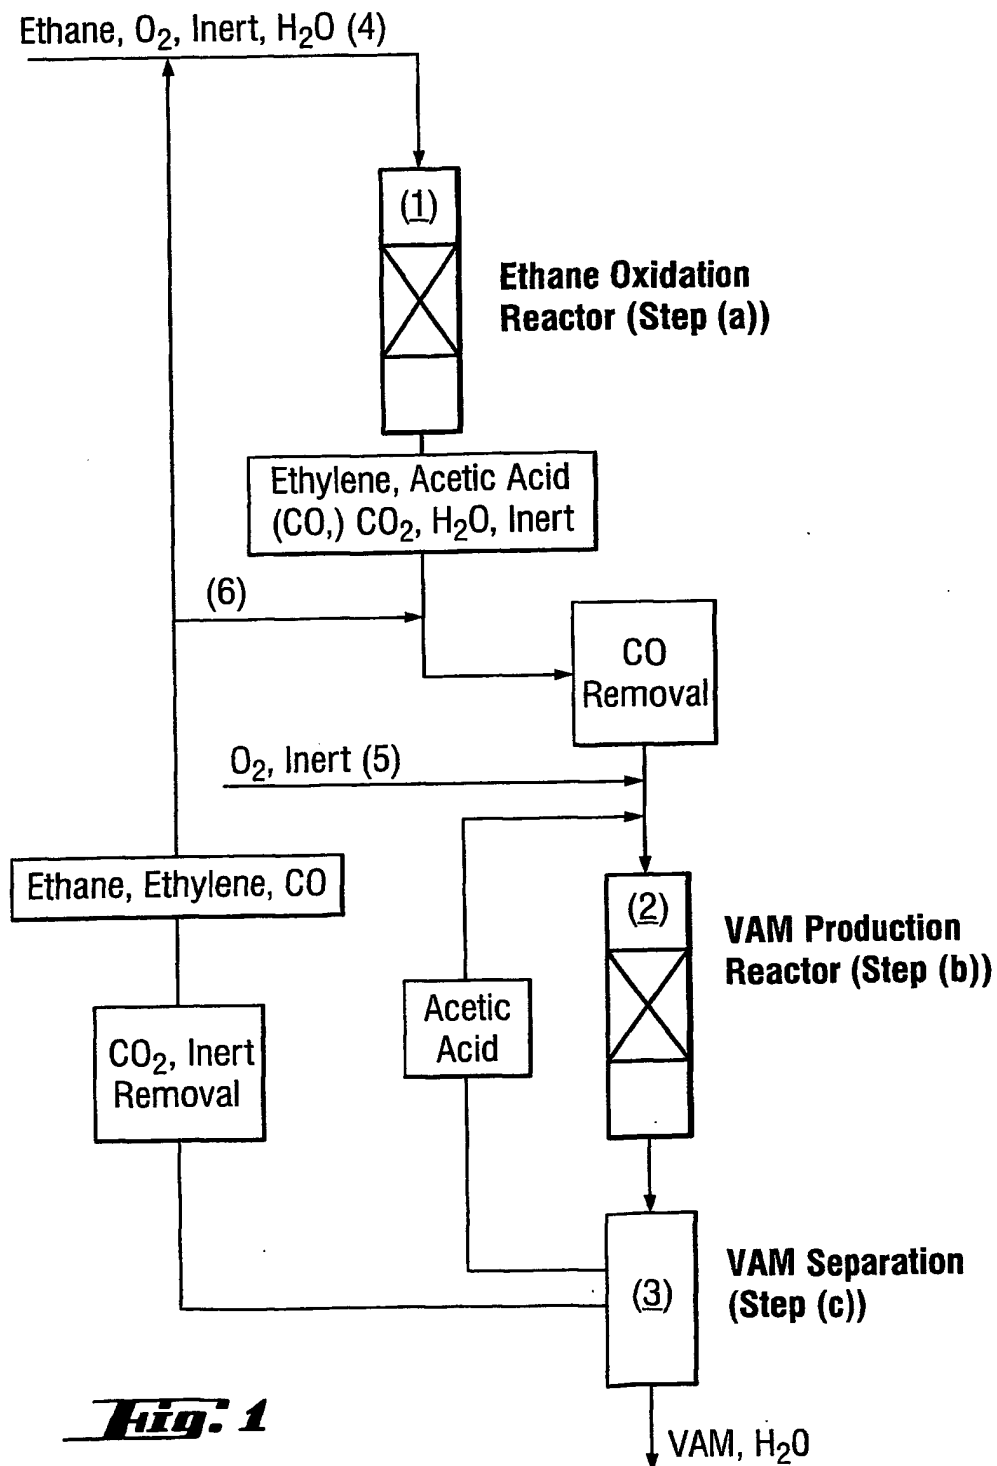 Ethane, O2, Inert, H2O (4)
(1)
Ethane Oxidation
Reactor (Step (a))
Ethylene, Acetic Acid
(CO,) CO2, H2O, Inert
(6)
CO
Removal
O2, Inert (5)
Ethane, Ethylene, CO
(2)
VAM Production
Reactor (Step (b))
Acetic
Acid
CO2, Inert
Removal
VAM Separation
(Step (c))
(3)
Fig. 1
VAM, H2O